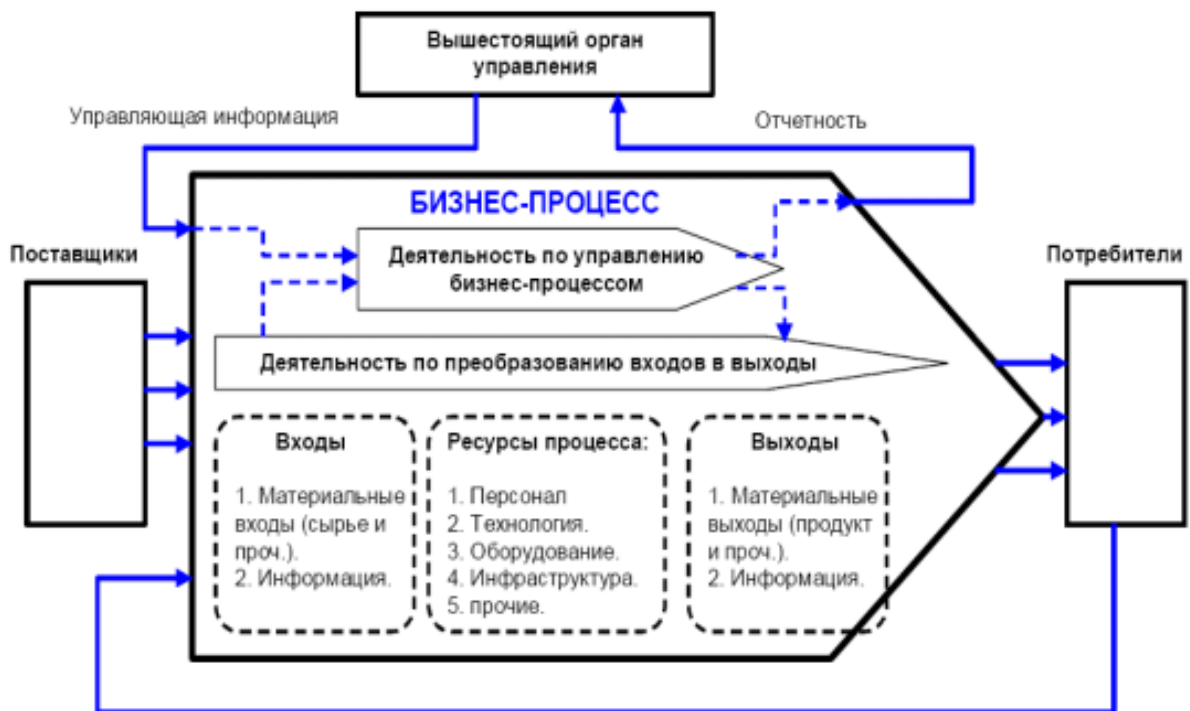 Вышестоящий орган
управления
Управляющая информация
Отчетность
БИЗНЕС-ПРОЦЕСС
Поставщики
Деятельность по управлению
бизнес-процессом
Потребители
Деятельность по преобразованию входов в выходы
Входы
1. Материальные
входы (сырье и
проч.).
2. Информация.
Ресурсы процесса:
1. Персонал
2. Технология.
3. Оборудование.
4. Инфраструктура.
5. прочие.
Выходы
1. Материальные
выходы (продукт
и проч.).
2. Информация.